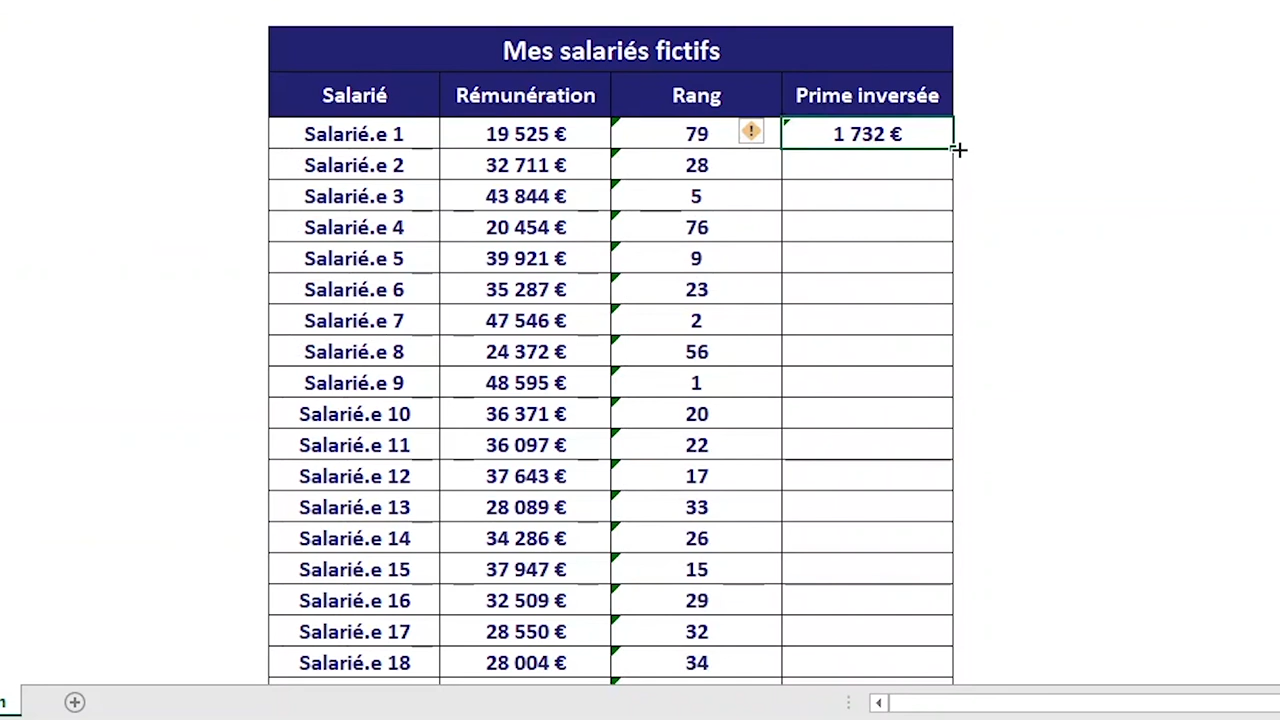 Mes salariés fictifs
Salarié Rémunération Rang Prime inversée
Salarié.e 1 19 525 € 79 1 732 €
Salarié.e 2 32 711 € 28
Salarié.e 3 43 844 € 5
Salarié.e 4 20 454 € 76
Salarié.e 5 39 921 € 9
Salarié.e 6 35 287 € 23
Salarié.e 7 47 546 € 2
Salarié.e 8 24 372 € 56
Salarié.e 9 48 595 € 1
Salarié.e 10 36 371 € 20
Salarié.e 11 36 097 € 22
Salarié.e 12 37 643 € 17
Salarié.e 13 28 089 € 33
Salarié.e 14 34 286 € 26
Salarié.e 15 37 947 € 15
Salarié.e 16 32 509 € 29
Salarié.e 17 28 550 € 32
Salarié.e 18 28 004 € 34